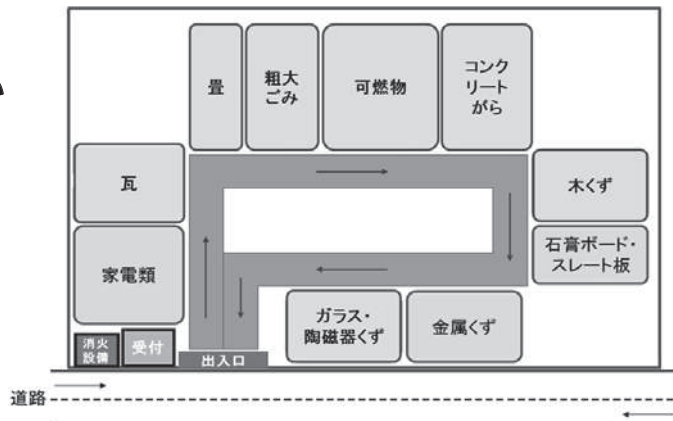 畳
粗大
ごみ
可燃物
コンク
リート
がら
瓦
木くず
家電類
石膏ボード・
スレート板
ガラス・
陶磁器くず
金属くず
消火
設備
受付
出入口
道路